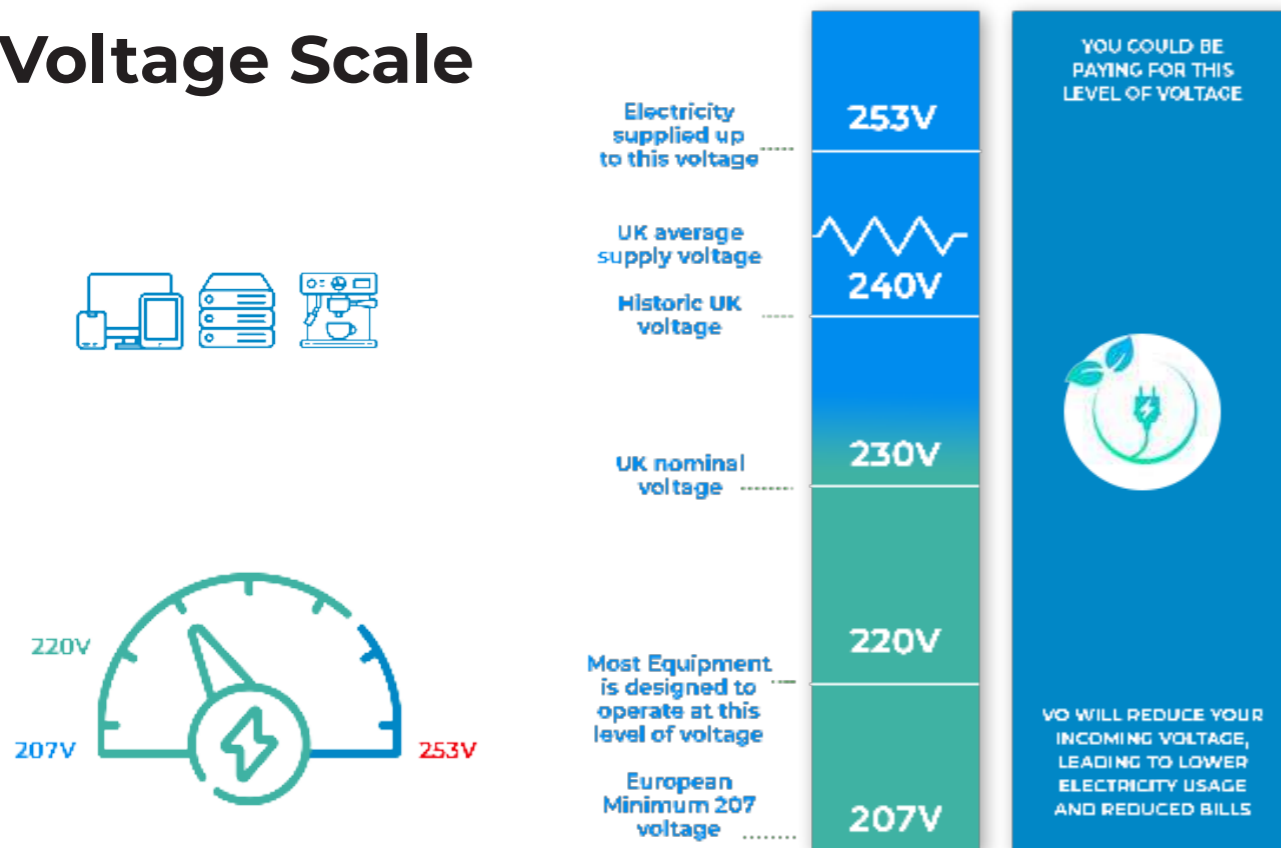 Voltage Scale
Electricity
supplied up
to this voltage
UK average
supply voltage
Historic UK
voltage
UK nominal
voltage
Most Equipment
is designed to
operate at this
level of voltage
European
Minimum 207
voltage
253V
240V
230V
220V
207V
YOU COULD BE
PAYING FOR THIS
LEVEL OF VOLTAGE
VO WILL REDUCE YOUR
INCOMING VOLTAGE,
LEADING TO LOWER
ELECTRICITY USAGE
AND REDUCED BILLS
220V
207V
253V